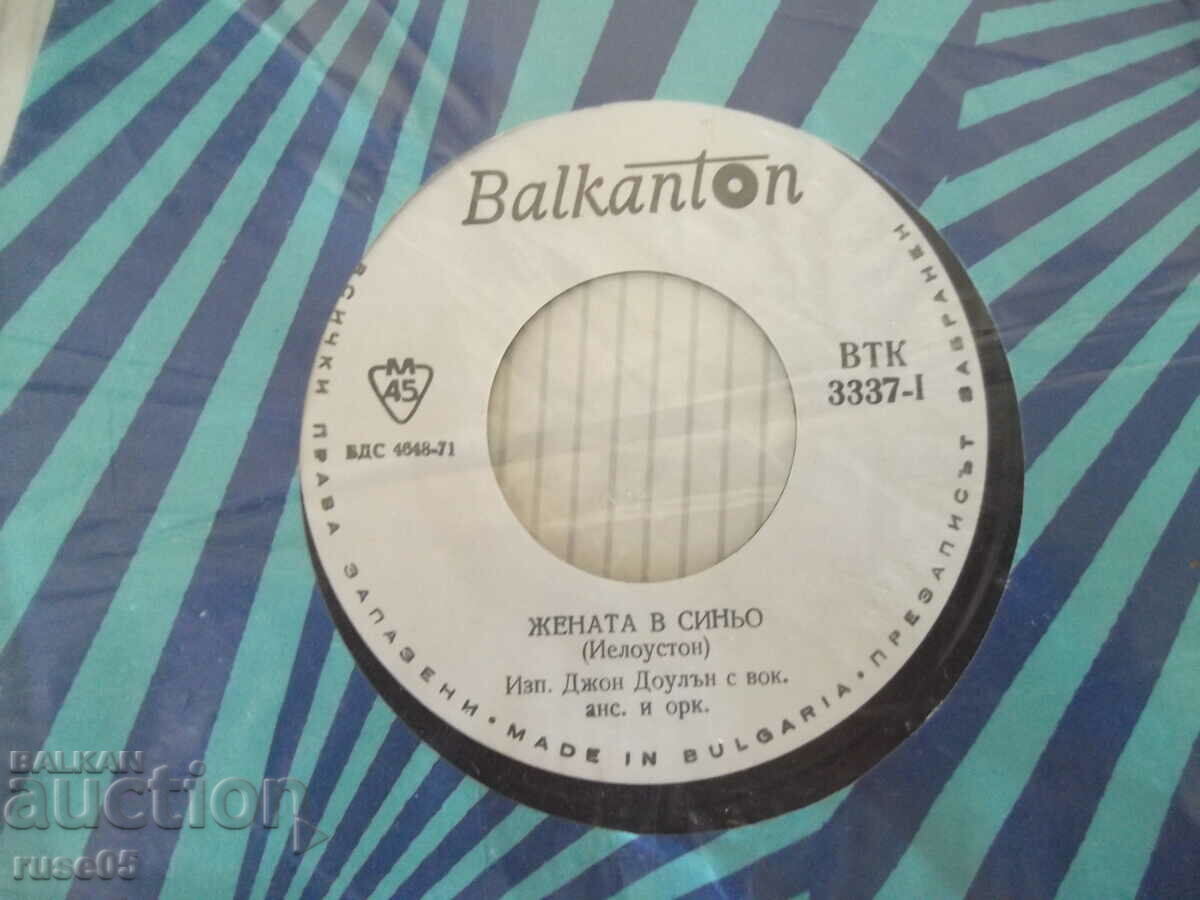 Balkanton
ВСИЧКИ ПРАВА ЗАПАЗЕНИ • MADE IN BULGARIA • ПРЕЗАПИСЪТ ЗАБРАНЕН
M
45
БДС 4648-71
ВТК
3337-I
ЖЕНАТА В СИНЬО
(Иелоустон)
Изп. Джон Доулън с вок.
анс. и орк.
BALKAN
auction
ruse05